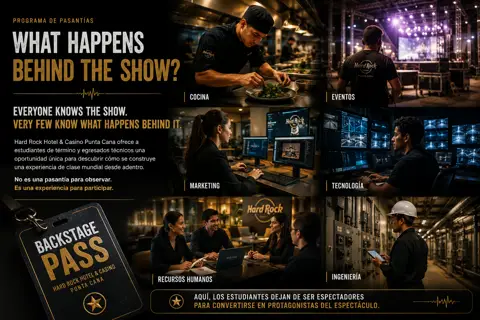 PROGRAMA DE PASANTÍAS
WHAT HAPPENS
BEHIND THE SHOW?
EVERYONE KNOWS THE SHOW.
VERY FEW KNOW WHAT HAPPENS BEHIND IT.
Hard Rock Hotel & Casino Punta Cana ofrece a
estudiantes de término y egresados técnicos una
oportunidad única para descubrir cómo se construye
una experiencia de clase mundial desde adentro.
No es una pasantía para observar.
Es una experiencia para participar.
BACKSTAGE
PASS
HARD ROCK HOTEL & CASINO
PUNTA CANA
COCINA
Hard Rock
EVENTOS
MARKETING
TECNOLOGÍA
Hard Rock
RECURSOS HUMANOS
INGENIERÍA
AQUÍ, LOS ESTUDIANTES DEJAN DE SER ESPECTADORES
PARA CONVERTIRSE EN PROTAGONISTAS DEL ESPECTÁCULO.